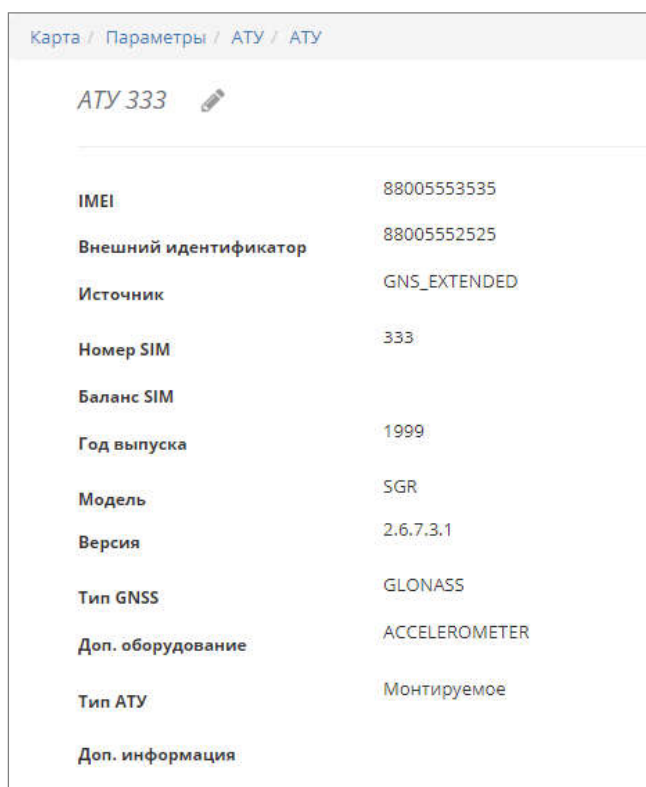 Карта / Параметры / АТУ / АТУ
АТУ 333
IMEI 88005553535
Внешний идентификатор 88005552525
Источник GNS_EXTENDED
Номер SIM 333
Баланс SIM
Год выпуска 1999
Модель SGR
Версия 2.6.7.3.1
Тип GNSS GLONASS
Доп. оборудование ACCELEROMETER
Тип АТУ Монтируемое
Доп. информация